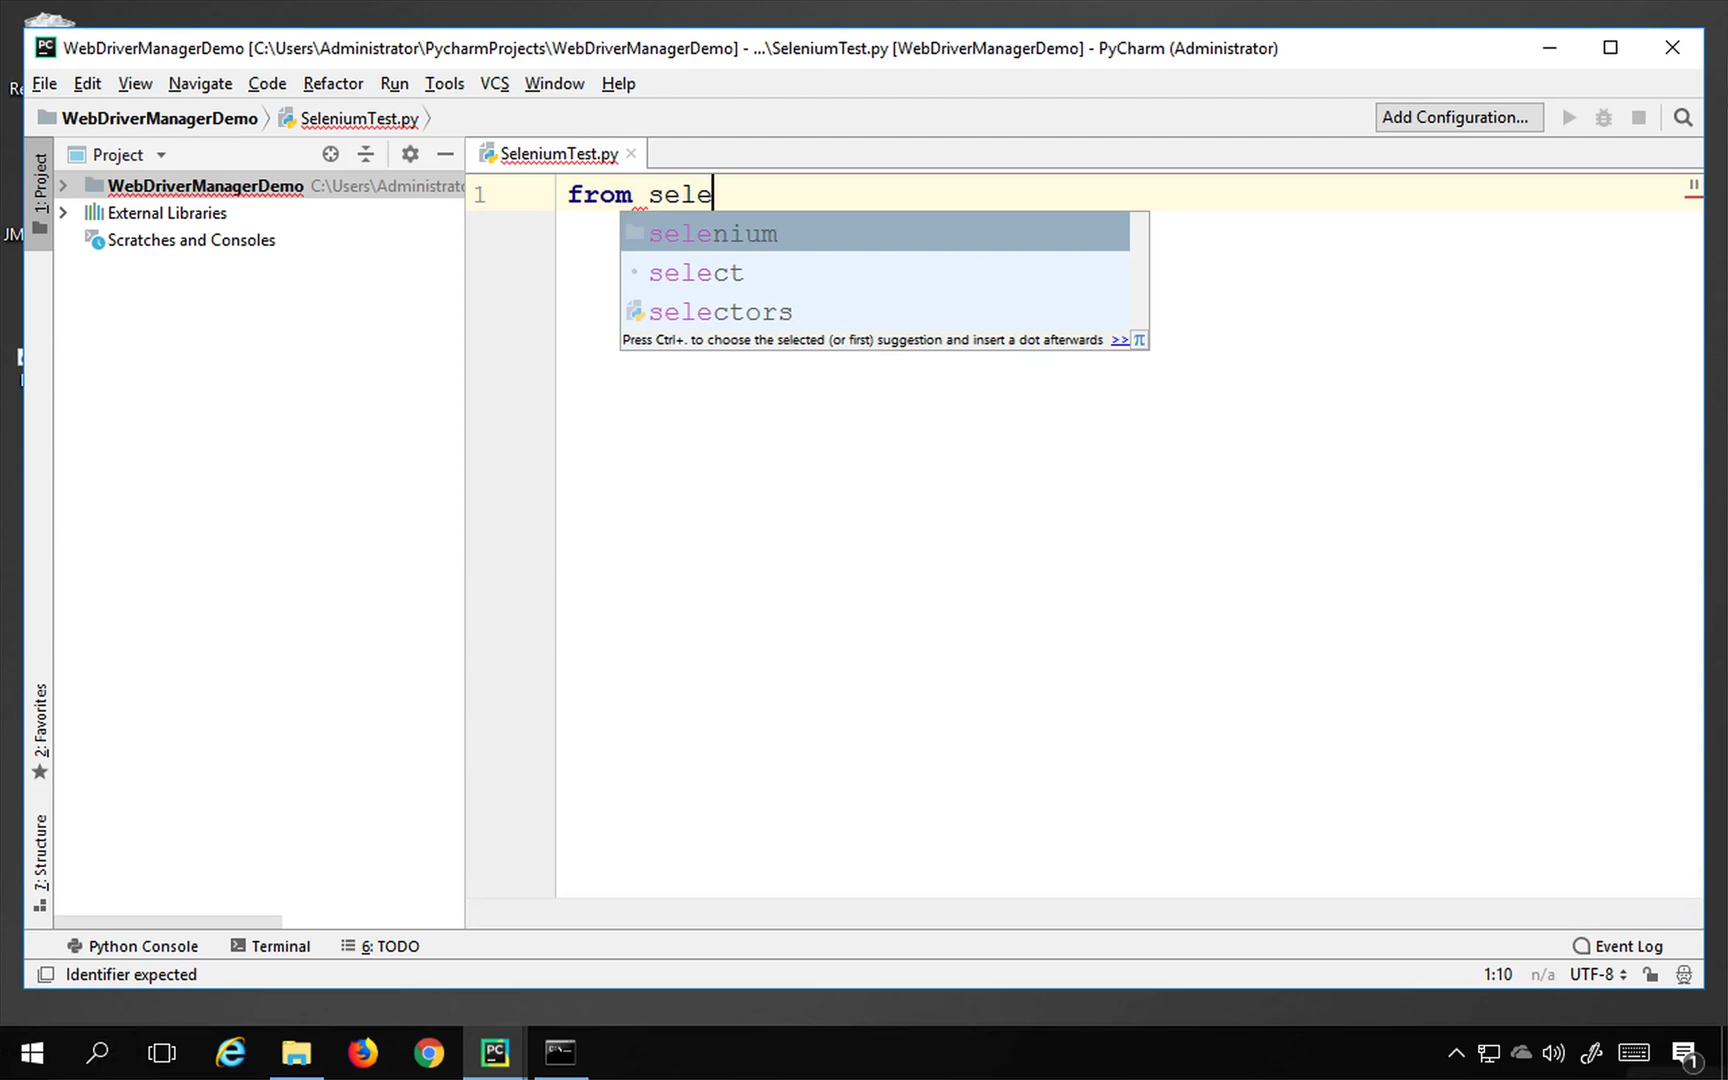 WebDriverManagerDemo [C:\Users\Administrator\PycharmProjects\WebDriverManagerDemo] - ...\SeleniumTest.py [WebDriverManagerDemo] - PyCharm (Administrator)
File Edit View Navigate Code Refactor Run Tools VCS Window Help
WebDriverManagerDemo SeleniumTest.py Add Configuration...
Project SeleniumTest.py
1: Project
WebDriverManagerDemo C:\Users\Administrato
External Libraries
Scratches and Consoles
1 from sele
selenium
select
selectors
Press Ctrl+. to choose the selected (or first) suggestion and insert a dot afterwards >> π
JM
2: Favorites
7: Structure
Python Console Terminal 6: TODO Event Log
Identifier expected 1:10 n/a UTF-8
PC
1